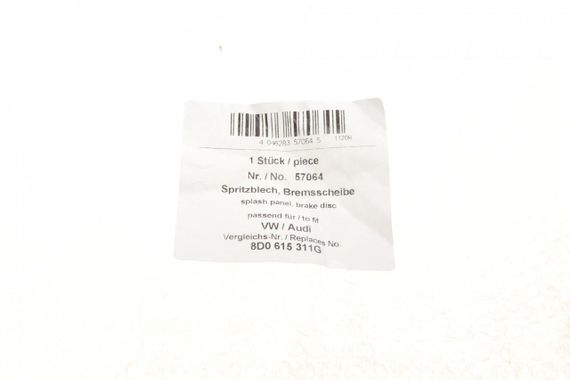 4 046283 57064 5
1 Stück / piece
Nr. / No. 57064
Spritzblech, Bremsscheibe
splash panel, brake disc
passend für / to fit
VW / Audi
Vergleichs-Nr. / Replaces No.
8D0 615 311G